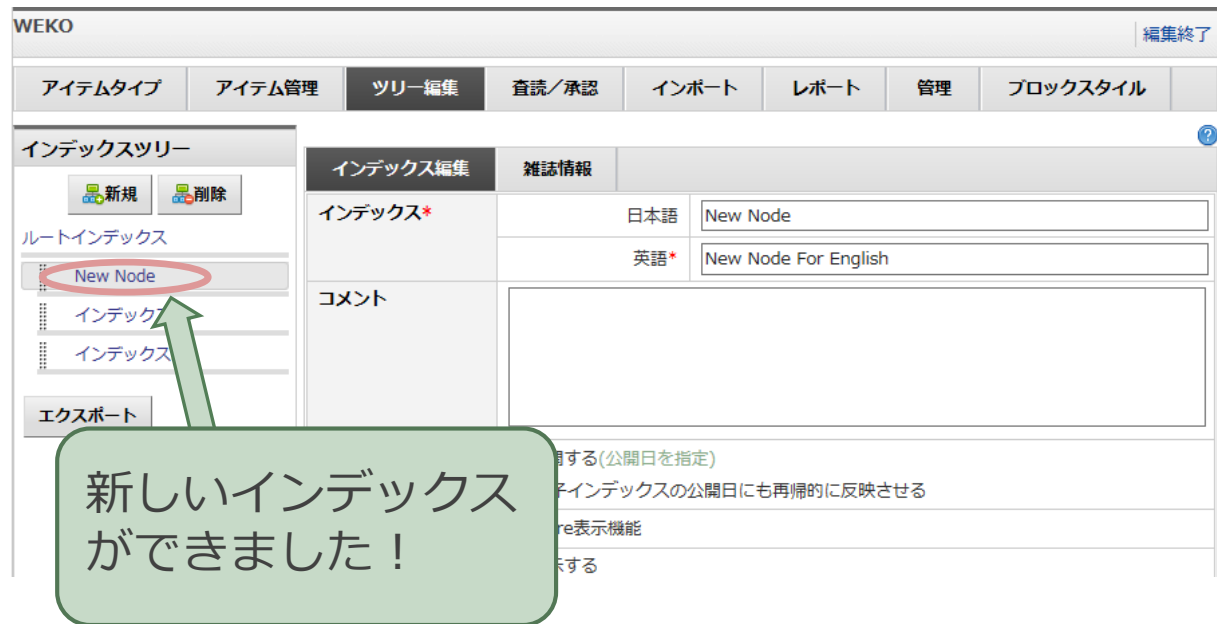 WEKO
編集終了
アイテムタイプ アイテム管理 ツリー編集 査読／承認 インポート レポート 管理 ブロックスタイル
インデックスツリー
新規 削除
ルートインデックス
New Node
インデックス
インデックス
エクスポート
インデックス編集 雑誌情報
インデックス* 日本語 New Node
英語* New Node For English
コメント
する(公開日を指定)
子インデックスの公開日にも再帰的に反映させる
re表示機能
する
新しいインデックス
ができました！